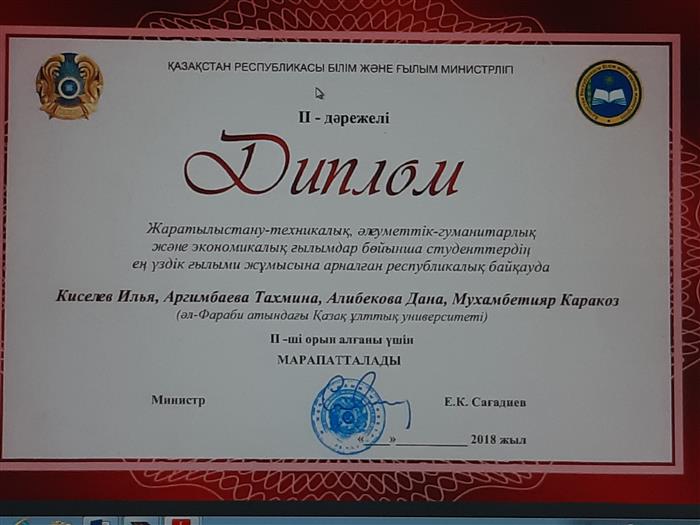 ҚАЗАҚСТАН РЕСПУБЛИКАСЫ БІЛІМ ЖӘНЕ ҒЫЛЫМ МИНИСТРЛІГІ
II - дәрежелі
Диплом
Жаратылыстану-техникалық, әлеуметтік-гуманитарлық
және экономикалық ғылымдар бойынша студенттердің
ең үздік ғылыми жұмысына арналған республикалық байқауда
Киселев Илья, Аргимбаева Тахмина, Алибекова Дана, Мухамбетияр Каракоз
(әл-Фараби атындағы Қазақ ұлттық университеті)
II -ші орын алғаны үшін
МАРАПАТТАЛАДЫ
Министр Е.К. Сағадиев
«____»____________ 2018 жыл